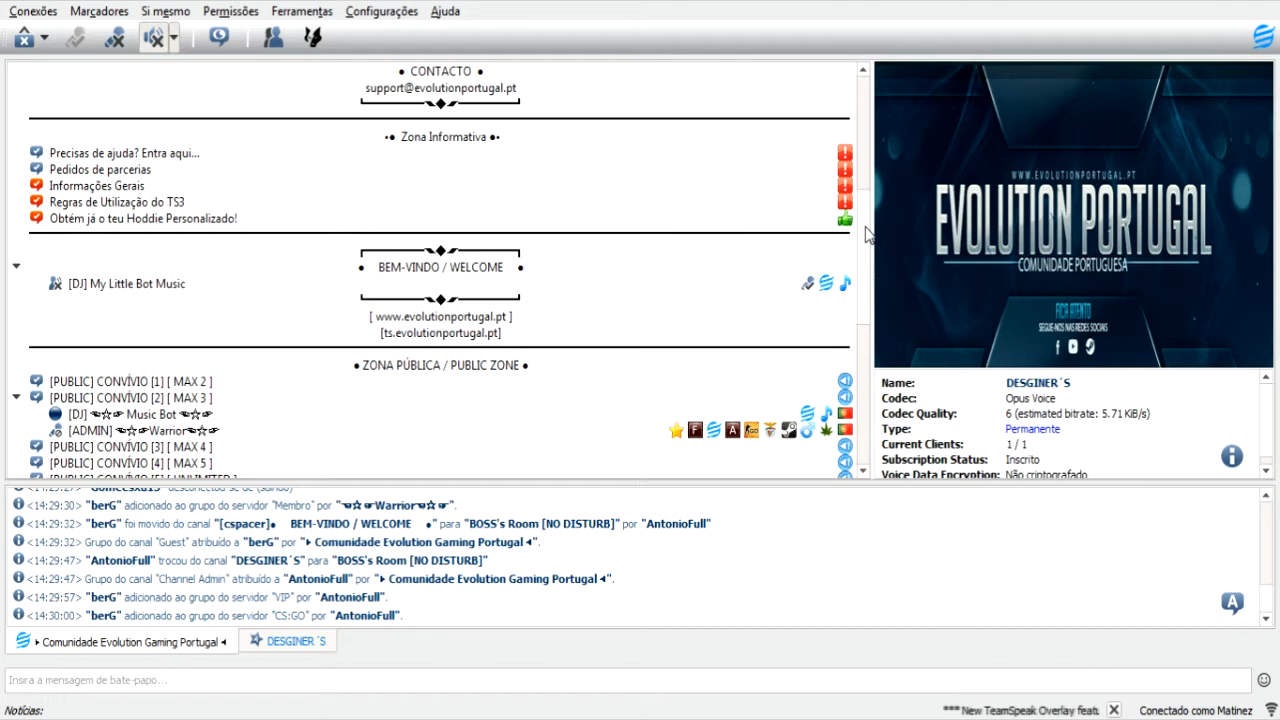 Conexões Marcadores Si mesmo Permissões Ferramentas Configurações Ajuda
● CONTACTO ●
support@evolutionportugal.pt
•● Zona Informativa ●•
Precisas de ajuda? Entra aqui...
Pedidos de parcerias
Informações Gerais
Regras de Utilização do TS3
Obtém já o teu Hoddie Personalizado!
● BEM-VINDO / WELCOME ●
[DJ] My Little Bot Music
[ www.evolutionportugal.pt ]
[ts.evolutionportugal.pt]
● ZONA PÚBLICA / PUBLIC ZONE ●
[PUBLIC] CONVÍVIO [1] [ MAX 2 ]
[PUBLIC] CONVÍVIO [2] [ MAX 3 ]
[DJ] ☜☆☞ Music Bot ☜☆☞
[ADMIN] ☜☆☞Warrior☜☆☞
[PUBLIC] CONVÍVIO [3] [ MAX 4 ]
[PUBLIC] CONVÍVIO [4] [ MAX 5 ]
WWW.EVOLUTIONPORTUGAL.PT
EVOLUTION PORTUGAL
COMUNIDADE PORTUGUESA
FICA ATENTO
SEGUE-NOS NAS REDES SOCIAIS
Name: DESGINER´S
Codec: Opus Voice
Codec Quality: 6 (estimated bitrate: 5.71 KiB/s)
Type: Permanente
Current Clients: 1 / 1
Subscription Status: Inscrito
Voice Data Encryption: Não criptografado
<14:29:30> "berG" adicionado ao grupo do servidor "Membro" por "☜☆☞Warrior☜☆☞".
<14:29:32> "berG" foi movido do canal "[cspacer]● BEM-VINDO / WELCOME ●" para "BOSS's Room [NO DISTURB]" por "AntonioFull"
<14:29:32> Grupo do canal "Guest" atribuído a "berG" por "▸ Comunidade Evolution Gaming Portugal ◂".
<14:29:47> "AntonioFull" trocou do canal "DESGINER´S" para "BOSS's Room [NO DISTURB]"
<14:29:47> Grupo do canal "Channel Admin" atribuído a "AntonioFull" por "▸ Comunidade Evolution Gaming Portugal ◂".
<14:29:57> "berG" adicionado ao grupo do servidor "VIP" por "AntonioFull".
<14:30:00> "berG" adicionado ao grupo do servidor "CS:GO" por "AntonioFull".
▸ Comunidade Evolution Gaming Portugal ◂ DESGINER´S
Insira a mensagem de bate-papo...
Notícias: *** New TeamSpeak Overlay feat Conectado como Matinez